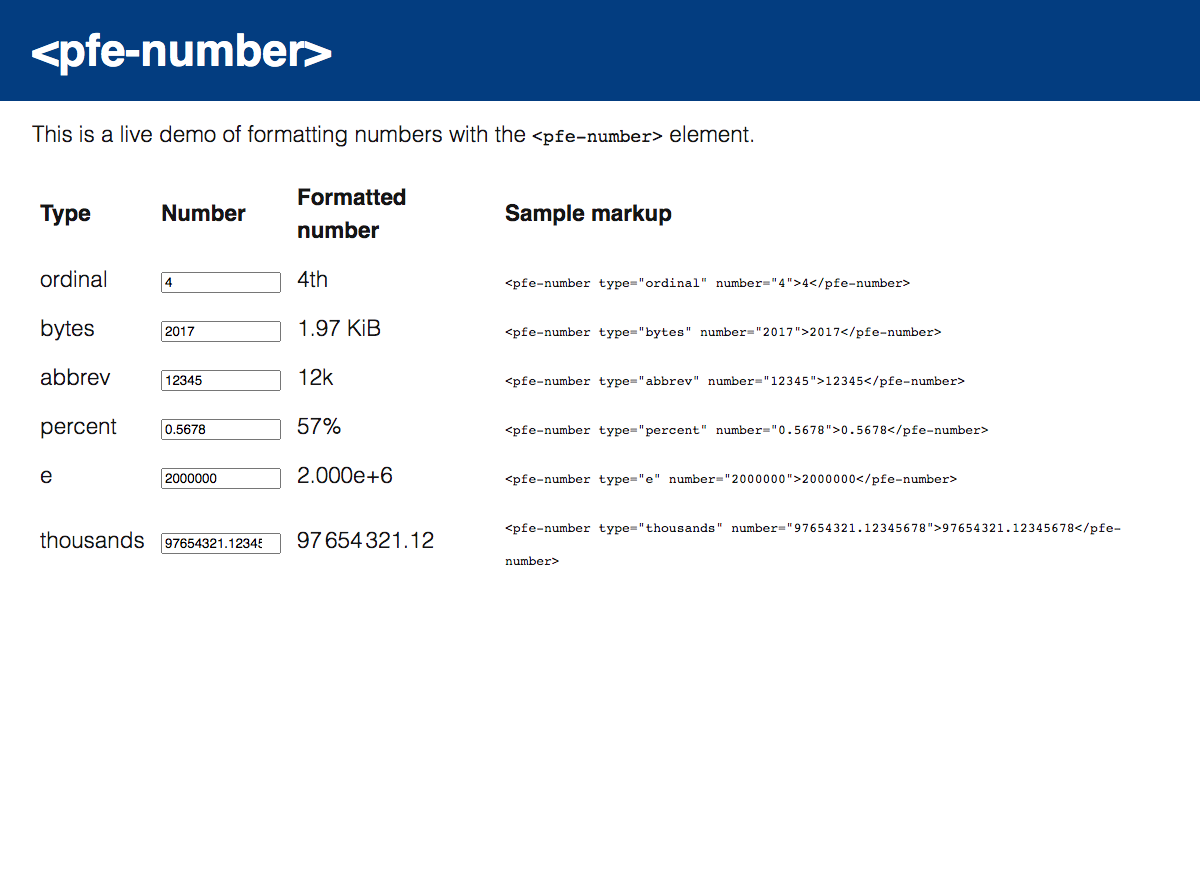 <pfe-number>
This is a live demo of formatting numbers with the <pfe-number> element.
Type Number Formatted number Sample markup
ordinal 4 4th <pfe-number type="ordinal" number="4">4</pfe-number>
bytes 2017 1.97 KiB <pfe-number type="bytes" number="2017">2017</pfe-number>
abbrev 12345 12k <pfe-number type="abbrev" number="12345">12345</pfe-number>
percent 0.5678 57% <pfe-number type="percent" number="0.5678">0.5678</pfe-number>
e 2000000 2.000e+6 <pfe-number type="e" number="2000000">2000000</pfe-number>
thousands 97654321.1234 97 654 321.12 <pfe-number type="thousands" number="97654321.12345678">97654321.12345678</pfe-
number>